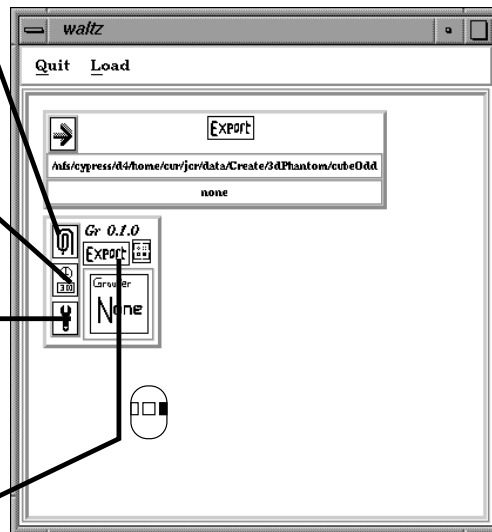 waltz
Quit Load
Export
/nfs/cypress/d4/home/cur/jcr/data/Create/3dPhantom/cubeOdd
none
Gr 0.1.0
Export
Grouper
None